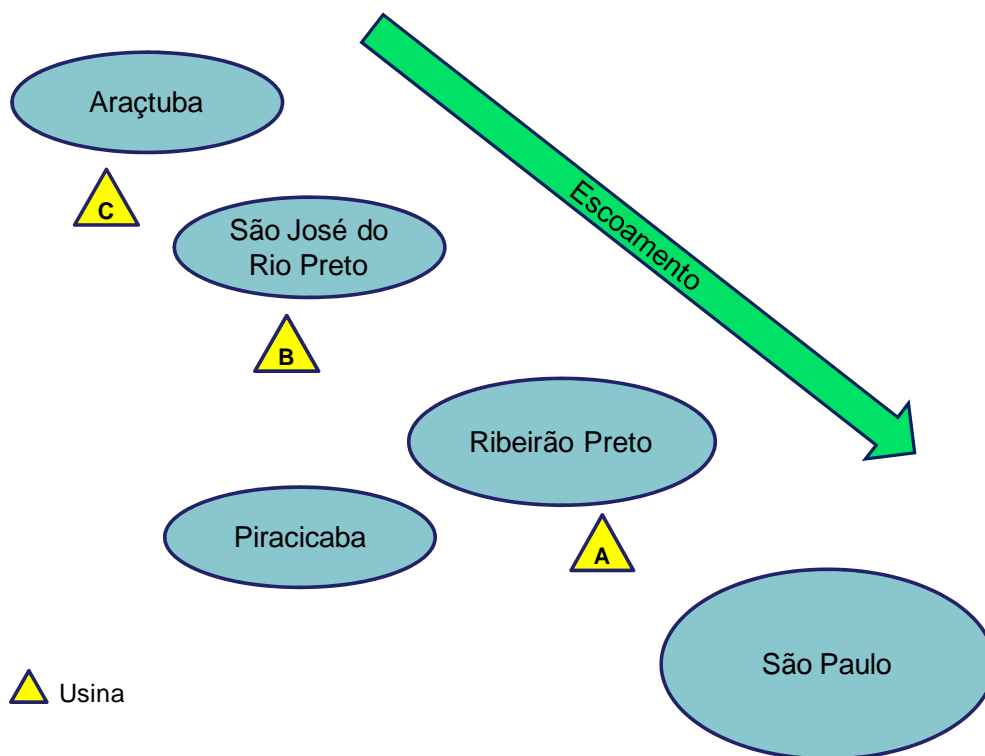 Araçtuba
C
São José do
Rio Preto
Escoamento
B
Ribeirão Preto
Piracicaba
A
São Paulo
Usina